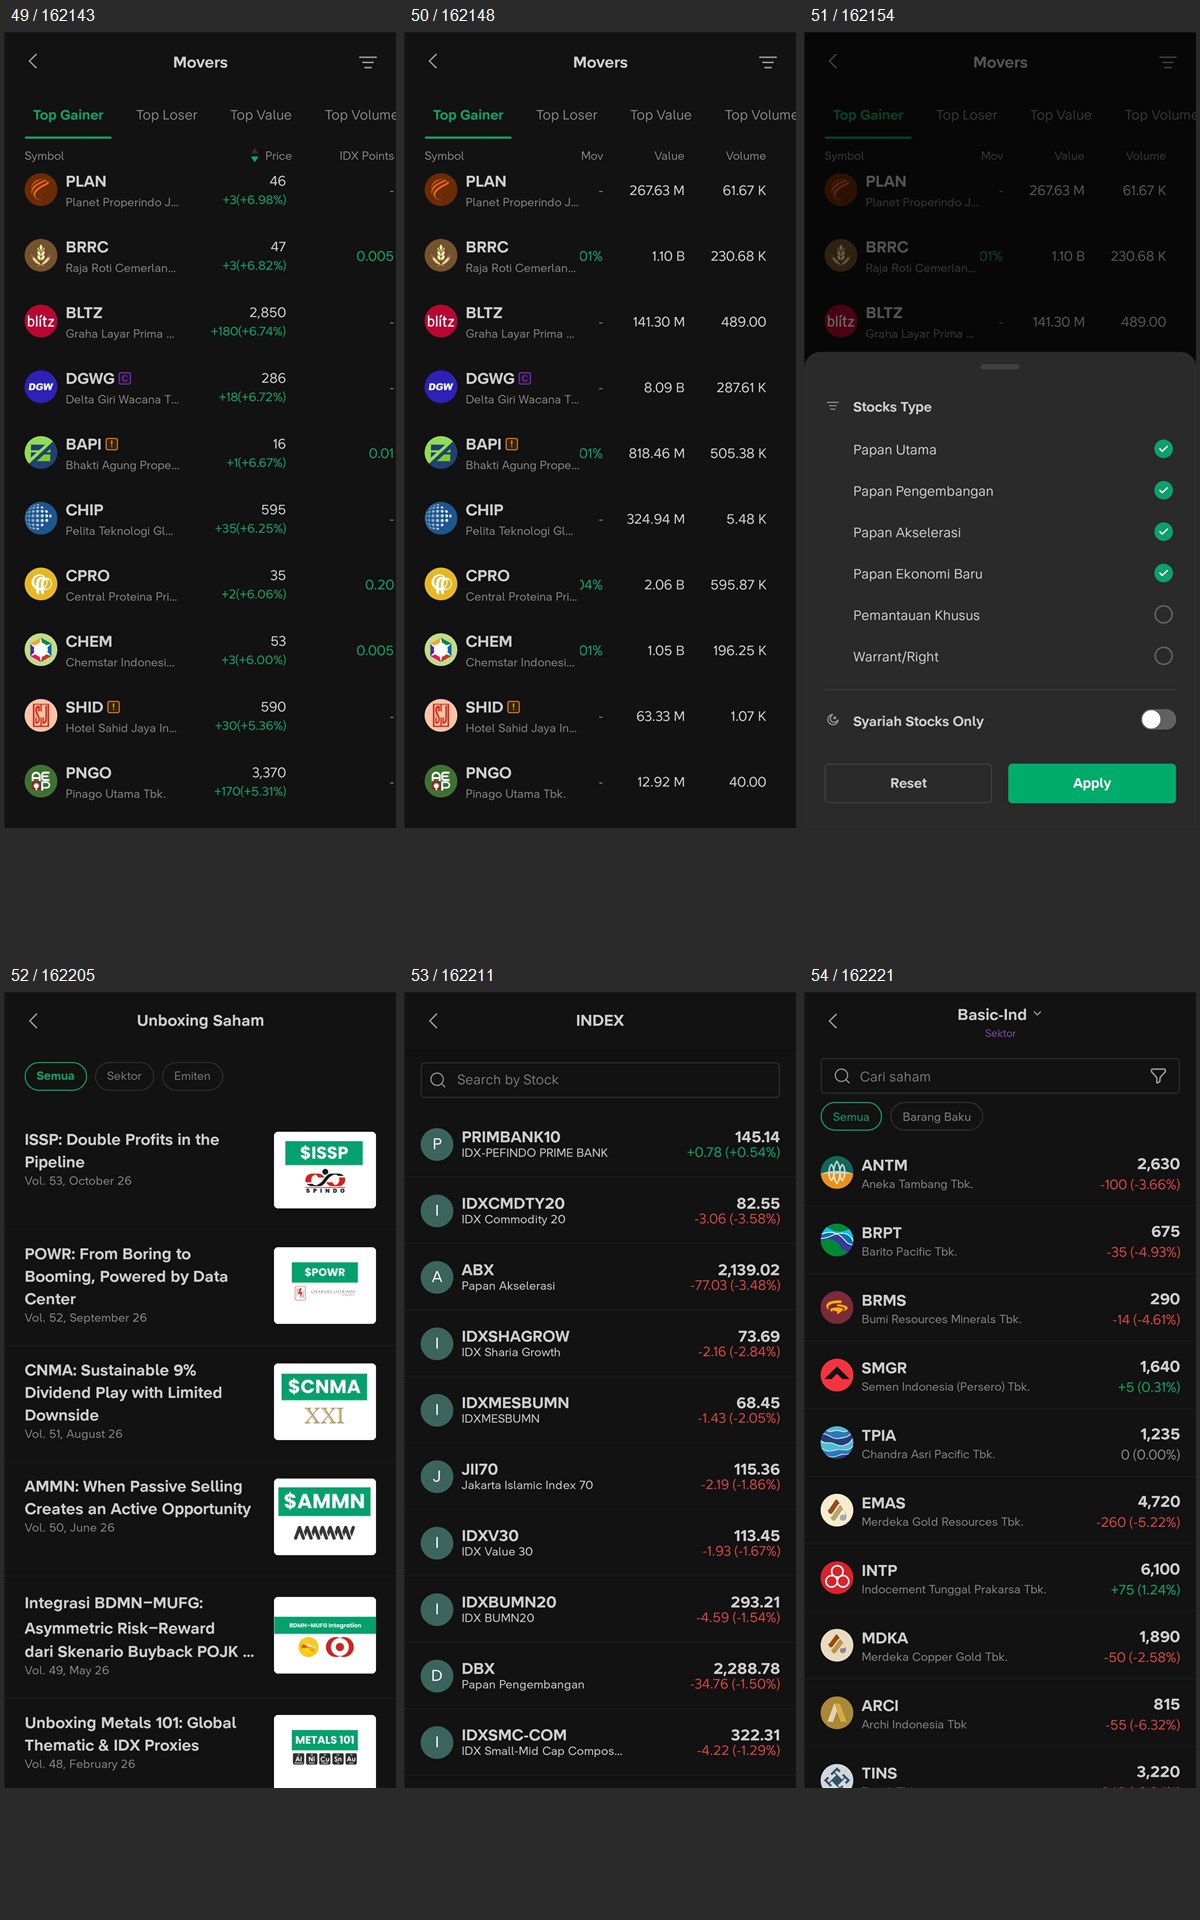 49 / 162143
Movers
Top Gainer Top Loser Top Value Top Volume
Symbol Price IDX Points
PLAN 46 -
Planet Properindo J... +3(+6.98%)
BRRC 47 0.005
Raja Roti Cemerlan... +3(+6.82%)
blitz BLTZ 2,850 -
Graha Layar Prima ... +180(+6.74%)
DGW DGWG C 286 -
Delta Giri Wacana T... +18(+6.72%)
BAPI ! 16 0.01
Bhakti Agung Prope... +1(+6.67%)
CHIP 595 -
Pelita Teknologi Gl... +35(+6.25%)
CPRO 35 0.20
Central Proteina Pri... +2(+6.06%)
CHEM 53 0.005
Chemstar Indonesi... +3(+6.00%)
SHID ! 590 -
Hotel Sahid Jaya In... +30(+5.36%)
PNGO 3,370 -
Pinago Utama Tbk. +170(+5.31%)
50 / 162148
Movers
Top Gainer Top Loser Top Value Top Volume
Symbol Mov Value Volume
PLAN - 267.63 M 61.67 K
Planet Properindo J...
BRRC 01% 1.10 B 230.68 K
Raja Roti Cemerlan...
blitz BLTZ - 141.30 M 489.00
Graha Layar Prima ...
DGW DGWG C - 8.09 B 287.61 K
Delta Giri Wacana T...
BAPI ! 01% 818.46 M 505.38 K
Bhakti Agung Prope...
CHIP - 324.94 M 5.48 K
Pelita Teknologi Gl...
CPRO 04% 2.06 B 595.87 K
Central Proteina Pri...
CHEM 01% 1.05 B 196.25 K
Chemstar Indonesi...
SHID ! - 63.33 M 1.07 K
Hotel Sahid Jaya In...
PNGO - 12.92 M 40.00
Pinago Utama Tbk.
51 / 162154
Movers
Top Gainer Top Loser Top Value Top Volume
Symbol Mov Value Volume
PLAN - 267.63 M 61.67 K
Planet Properindo J...
BRRC 01% 1.10 B 230.68 K
Raja Roti Cemerlan...
blitz BLTZ - 141.30 M 489.00
Graha Layar Prima ...
Stocks Type
Papan Utama
Papan Pengembangan
Papan Akselerasi
Papan Ekonomi Baru
Pemantauan Khusus
Warrant/Right
Syariah Stocks Only
Reset Apply
52 / 162205
Unboxing Saham
Semua Sektor Emiten
ISSP: Double Profits in the
Pipeline
Vol. 53, October 26
$ISSP
SPINDO
POWR: From Boring to
Booming, Powered by Data
Center
Vol. 52, September 26
$POWR
CNMA: Sustainable 9%
Dividend Play with Limited
Downside
Vol. 51, August 26
$CNMA
XXI
AMMN: When Passive Selling
Creates an Active Opportunity
Vol. 50, June 26
$AMMN
Integrasi BDMN–MUFG:
Asymmetric Risk–Reward
dari Skenario Buyback POJK ...
Vol. 49, May 26
BDMN–MUFG Integration
Unboxing Metals 101: Global
Thematic & IDX Proxies
Vol. 48, February 26
METALS 101
Al Ni Cu Sn Au
53 / 162211
INDEX
Search by Stock
P PRIMBANK10 145.14
IDX-PEFINDO PRIME BANK +0.78 (+0.54%)
I IDXCMDTY20 82.55
IDX Commodity 20 -3.06 (-3.58%)
A ABX 2,139.02
Papan Akselerasi -77.03 (-3.48%)
I IDXSHAGROW 73.69
IDX Sharia Growth -2.16 (-2.84%)
I IDXMESBUMN 68.45
IDXMESBUMN -1.43 (-2.05%)
J JII70 115.36
Jakarta Islamic Index 70 -2.19 (-1.86%)
I IDXV30 113.45
IDX Value 30 -1.93 (-1.67%)
I IDXBUMN20 293.21
IDX BUMN20 -4.59 (-1.54%)
D DBX 2,288.78
Papan Pengembangan -34.76 (-1.50%)
I IDXSMC-COM 322.31
IDX Small-Mid Cap Compos... -4.22 (-1.29%)
54 / 162221
Basic-Ind
Sektor
Cari saham
Semua Barang Baku
ANTM 2,630
Aneka Tambang Tbk. -100 (-3.66%)
BRPT 675
Barito Pacific Tbk. -35 (-4.93%)
BRMS 290
Bumi Resources Minerals Tbk. -14 (-4.61%)
SMGR 1,640
Semen Indonesia (Persero) Tbk. +5 (0.31%)
TPIA 1,235
Chandra Asri Pacific Tbk. 0 (0.00%)
EMAS 4,720
Merdeka Gold Resources Tbk. -260 (-5.22%)
INTP 6,100
Indocement Tunggal Prakarsa Tbk. +75 (1.24%)
MDKA 1,890
Merdeka Copper Gold Tbk. -50 (-2.58%)
ARCI 815
Archi Indonesia Tbk -55 (-6.32%)
TINS 3,220